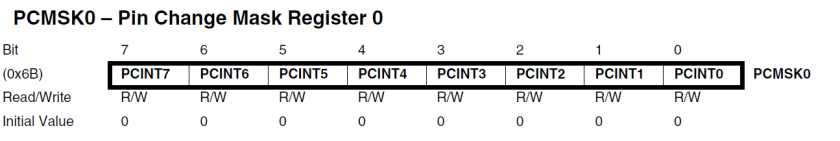 PCMSK0 – Pin Change Mask Register 0
Bit 7 6 5 4 3 2 1 0
(0x6B) PCINT7 PCINT6 PCINT5 PCINT4 PCINT3 PCINT2 PCINT1 PCINT0 PCMSK0
Read/Write R/W R/W R/W R/W R/W R/W R/W R/W
Initial Value 0 0 0 0 0 0 0 0